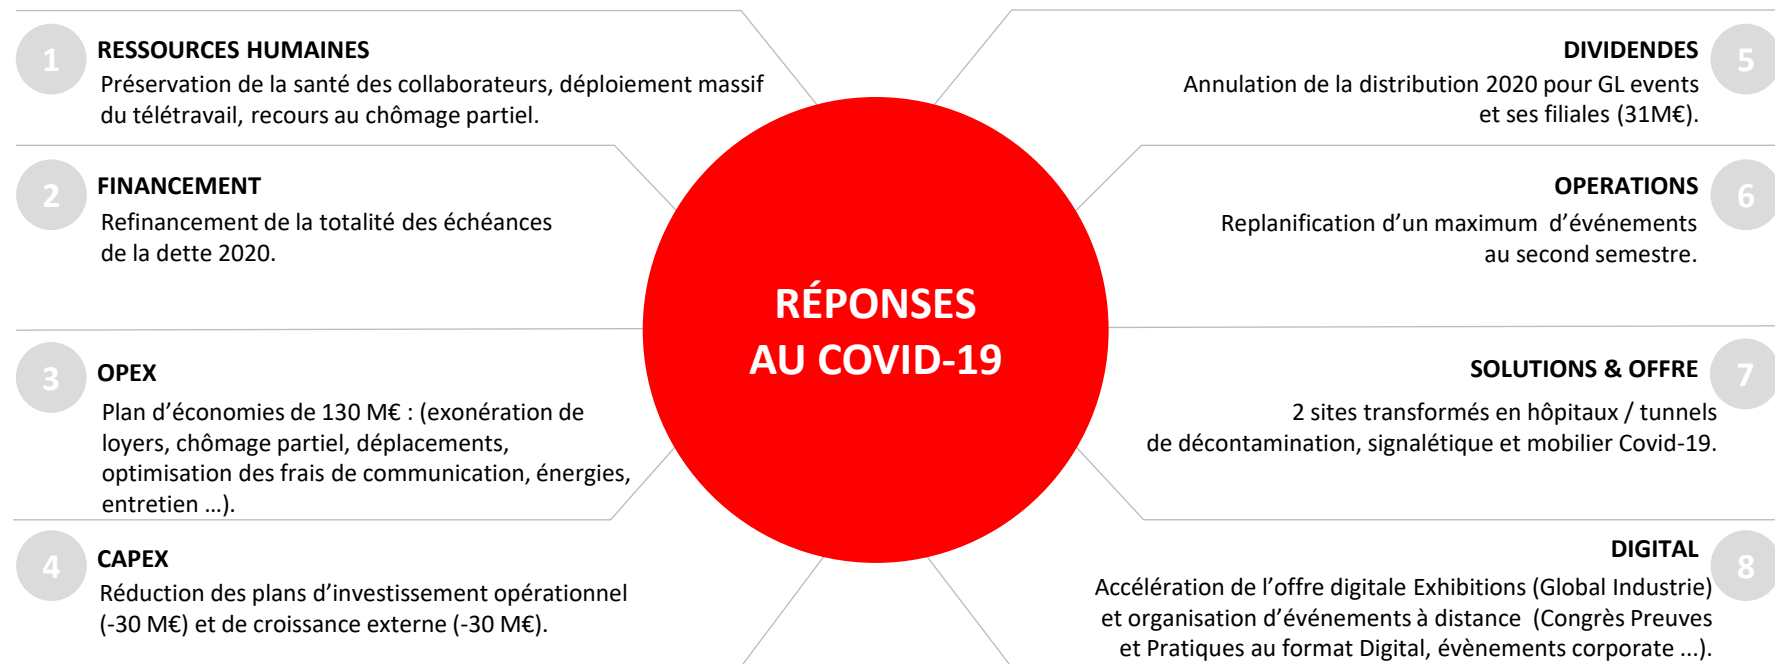 1
RESSOURCES HUMAINES
Préservation de la santé des collaborateurs, déploiement massif
du télétravail, recours au chômage partiel.
2
FINANCEMENT
Refinancement de la totalité des échéances
de la dette 2020.
3
OPEX
Plan d’économies de 130 M€ : (exonération de
loyers, chômage partiel, déplacements,
optimisation des frais de communication, énergies,
entretien ...).
4
CAPEX
Réduction des plans d’investissement opérationnel
(-30 M€) et de croissance externe (-30 M€).
RÉPONSES
AU COVID-19
DIVIDENDES
5
Annulation de la distribution 2020 pour GL events
et ses filiales (31M€).
OPERATIONS
6
Replanification d’un maximum d’événements
au second semestre.
SOLUTIONS & OFFRE
7
2 sites transformés en hôpitaux / tunnels
de décontamination, signalétique et mobilier Covid-19.
DIGITAL
8
Accélération de l’offre digitale Exhibitions (Global Industrie)
et organisation d’événements à distance (Congrès Preuves
et Pratiques au format Digital, évènements corporate ...).